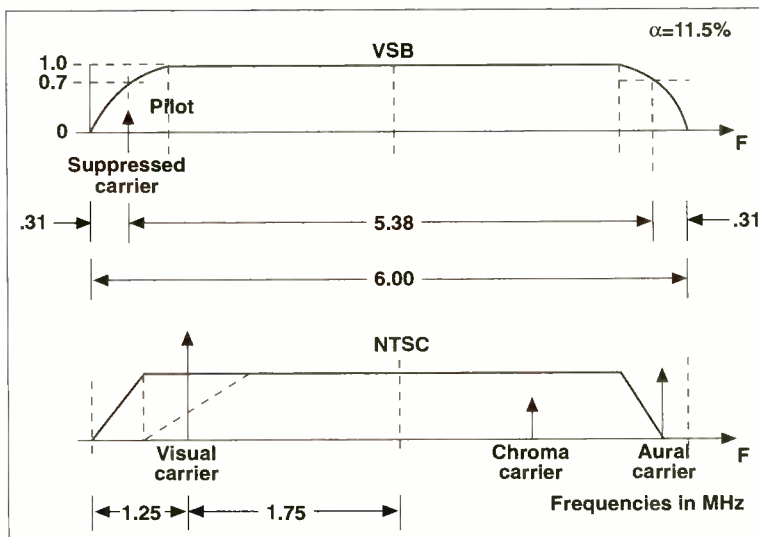 VSB
α=11.5%
1.0
0.7
Pilot
0
F
Suppressed
carrier
.31
5.38
.31
6.00
NTSC
F
Visual
carrier
Chroma
carrier
Aural
carrier
1.25
1.75
Frequencies in MHz